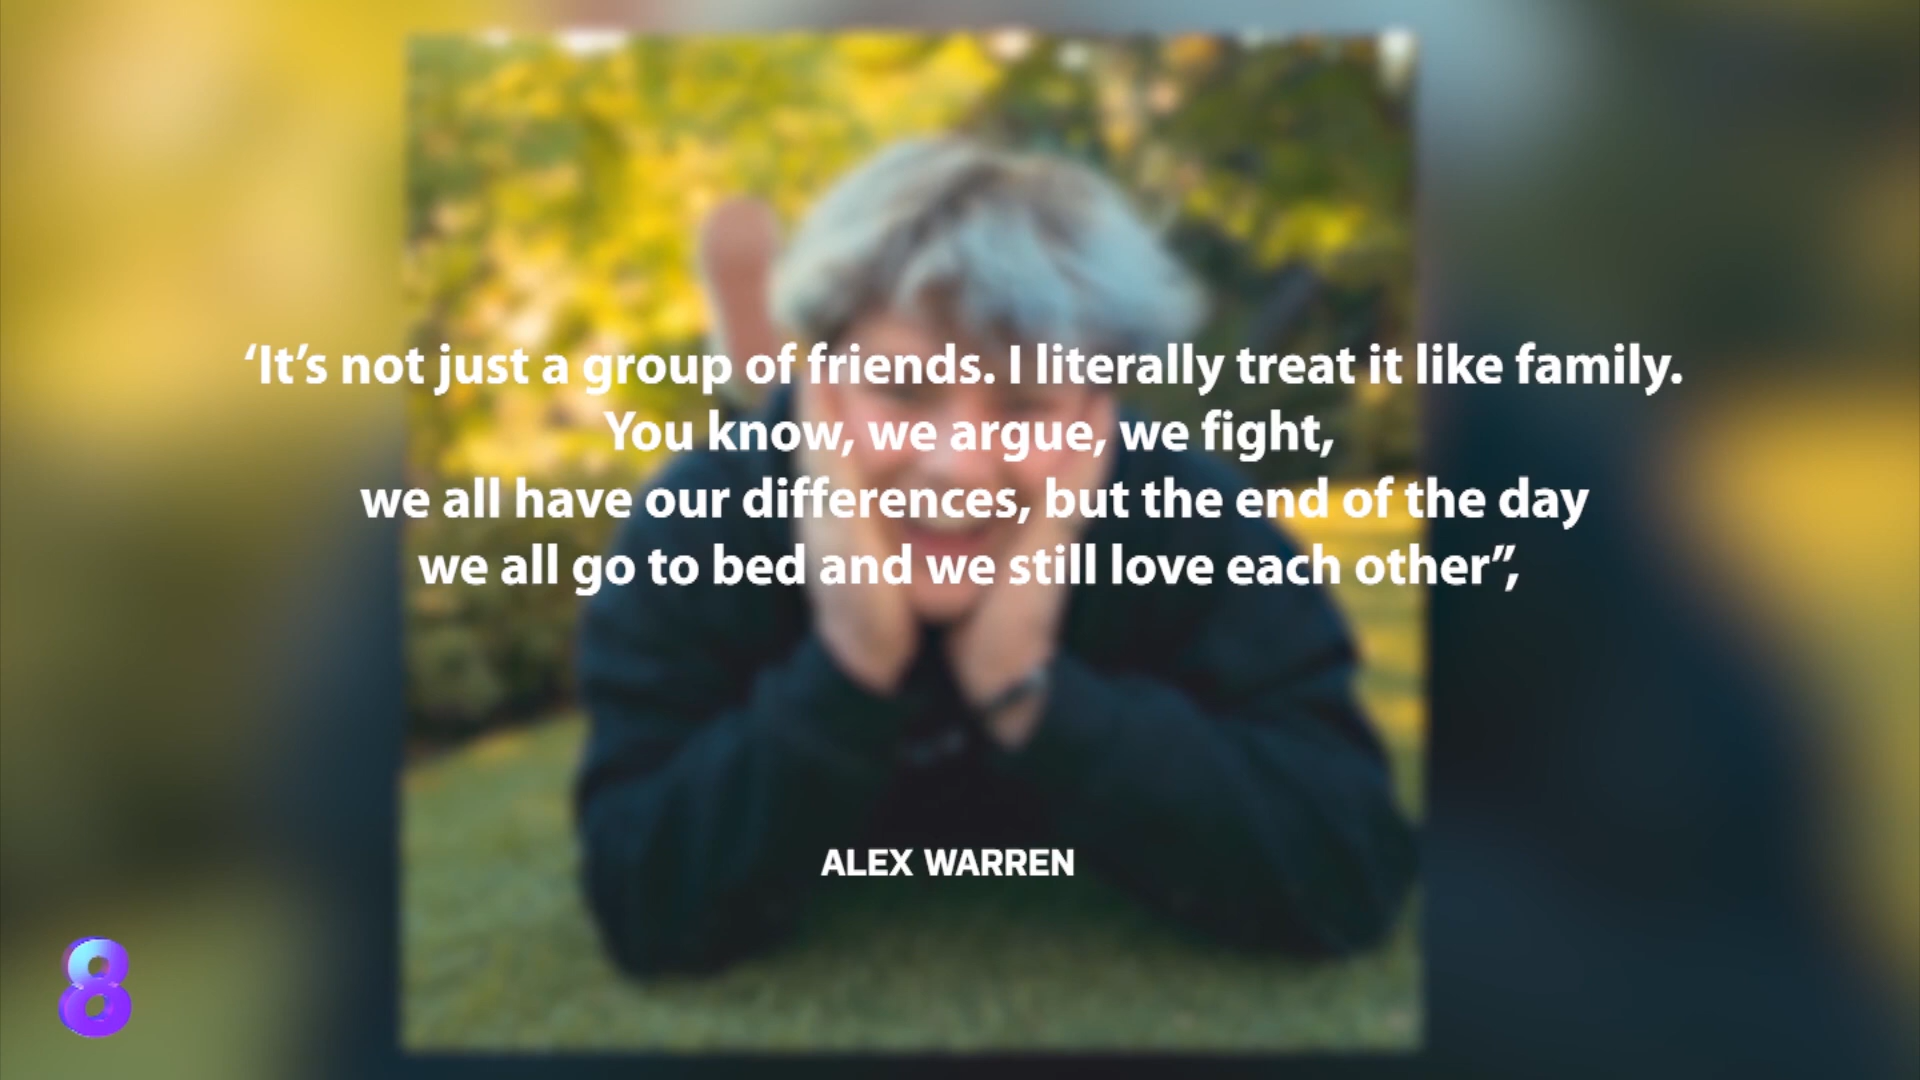 ‘It’s not just a group of friends. I literally treat it like family.
You know, we argue, we fight,
we all have our differences, but the end of the day
we all go to bed and we still love each other”,
ALEX WARREN
8